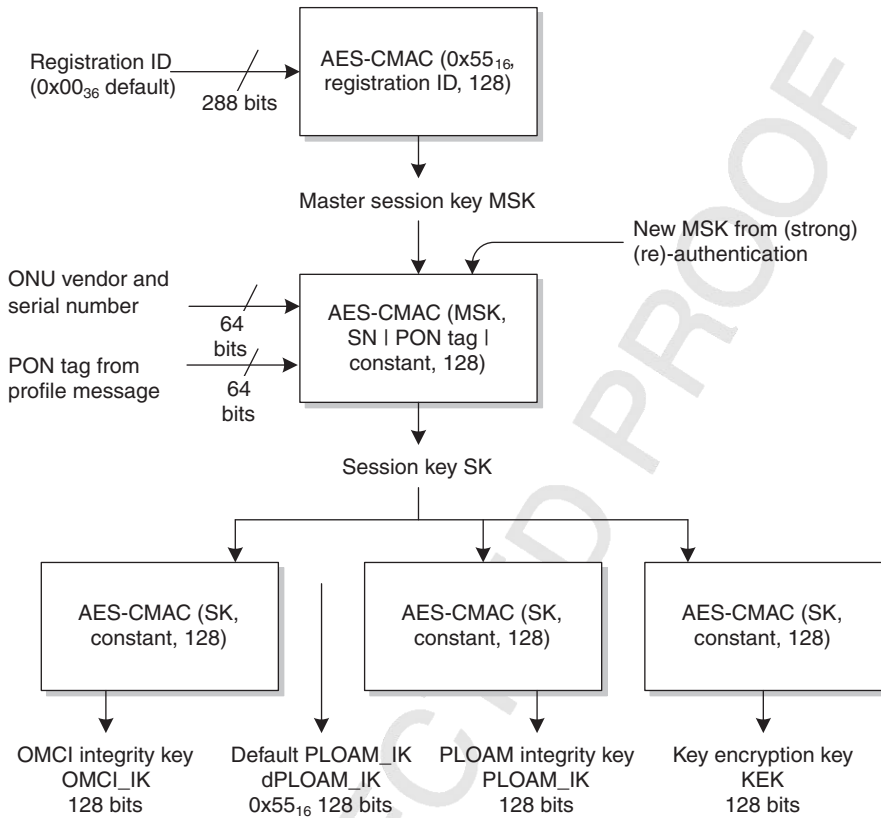 Registration ID
(0x00₃₆ default)
288 bits
AES-CMAC (0x55₁₆,
registration ID, 128)
Master session key MSK
New MSK from (strong)
(re)-authentication
ONU vendor and
serial number
64
bits
PON tag from
profile message
64
bits
AES-CMAC (MSK,
SN | PON tag |
constant, 128)
Session key SK
AES-CMAC (SK,
constant, 128)
AES-CMAC (SK,
constant, 128)
AES-CMAC (SK,
constant, 128)
OMCI integrity key
OMCI_IK
128 bits
Default PLOAM_IK
dPLOAM_IK
0x55₁₆ 128 bits
PLOAM integrity key
PLOAM_IK
128 bits
Key encryption key
KEK
128 bits
PROOF